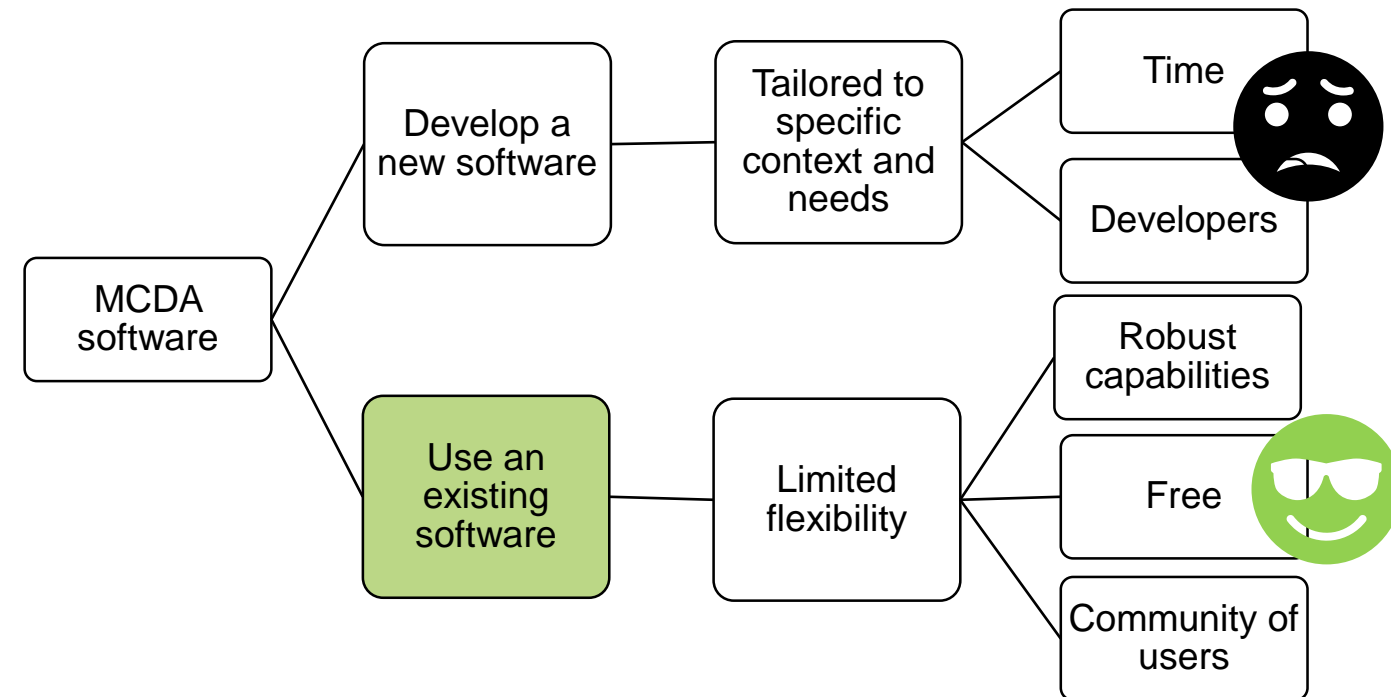 MCDA
software
Develop a
new software
Tailored to
specific
context and
needs
Time
Developers
Use an
existing
software
Limited
flexibility
Robust
capabilities
Free
Community of
users